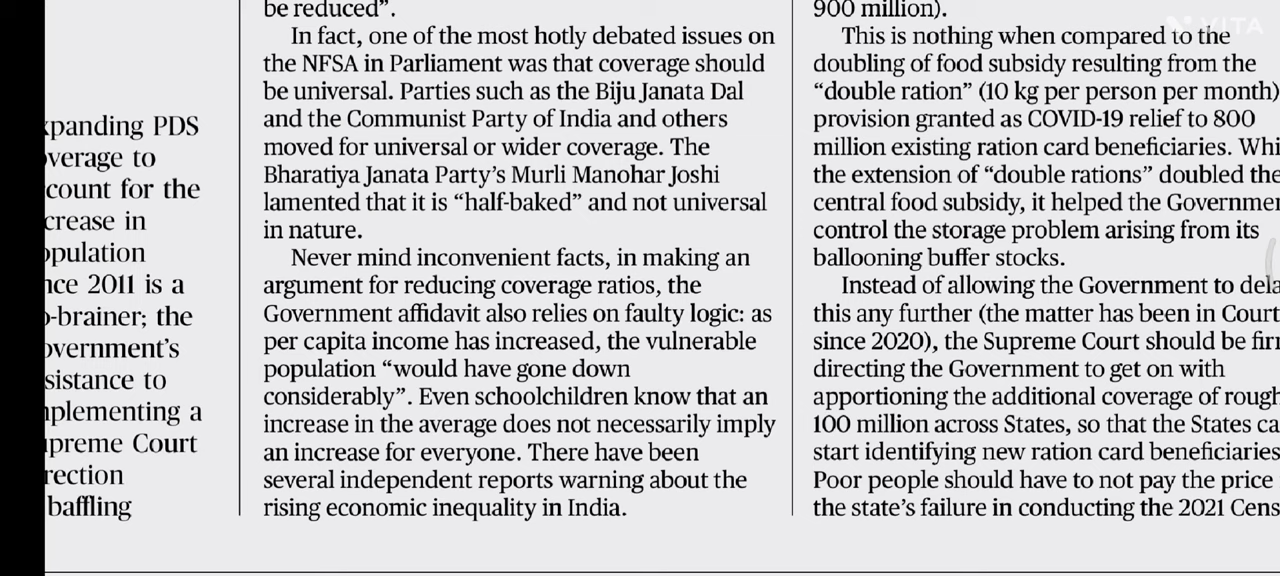 xpanding PDS
overage to
count for the
crease in
opulation
nce 2011 is a
o-brainer; the
overnment's
sistance to
nplementing a
upreme Court
rection
baffling
be reduced”.
In fact, one of the most hotly debated issues on
the NFSA in Parliament was that coverage should
be universal. Parties such as the Biju Janata Dal
and the Communist Party of India and others
moved for universal or wider coverage. The
Bharatiya Janata Party’s Murli Manohar Joshi
lamented that it is “half-baked” and not universal
in nature.
Never mind inconvenient facts, in making an
argument for reducing coverage ratios, the
Government affidavit also relies on faulty logic: as
per capita income has increased, the vulnerable
population “would have gone down
considerably”. Even schoolchildren know that an
increase in the average does not necessarily imply
an increase for everyone. There have been
several independent reports warning about the
rising economic inequality in India.
900 million).
This is nothing when compared to the
doubling of food subsidy resulting from the
“double ration” (10 kg per person per month)
provision granted as COVID-19 relief to 800
million existing ration card beneficiaries. Whi
the extension of “double rations” doubled the
central food subsidy, it helped the Governmen
control the storage problem arising from its
ballooning buffer stocks.
Instead of allowing the Government to dela
this any further (the matter has been in Court
since 2020), the Supreme Court should be fir
directing the Government to get on with
apportioning the additional coverage of rough
100 million across States, so that the States ca
start identifying new ration card beneficiaries
Poor people should have to not pay the price
the state’s failure in conducting the 2021 Cens
VITA